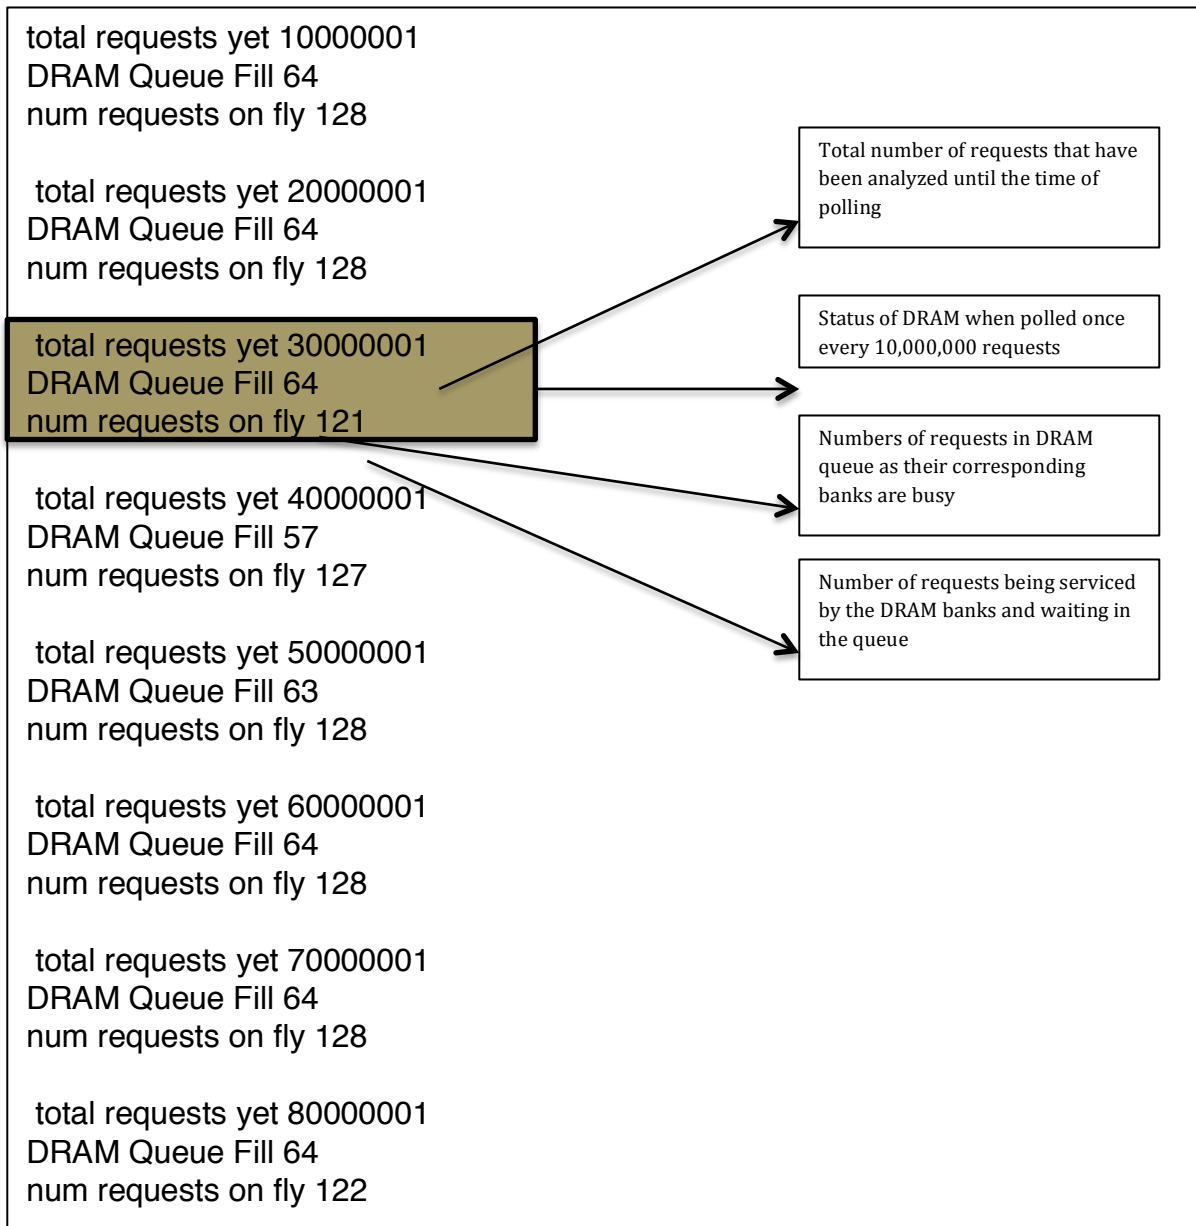 total requests yet 10000001
DRAM Queue Fill 64
num requests on fly 128
total requests yet 20000001
DRAM Queue Fill 64
num requests on fly 128
total requests yet 30000001
DRAM Queue Fill 64
num requests on fly 121
total requests yet 40000001
DRAM Queue Fill 57
num requests on fly 127
total requests yet 50000001
DRAM Queue Fill 63
num requests on fly 128
total requests yet 60000001
DRAM Queue Fill 64
num requests on fly 128
total requests yet 70000001
DRAM Queue Fill 64
num requests on fly 128
total requests yet 80000001
DRAM Queue Fill 64
num requests on fly 122
Total number of requests that have
been analyzed until the time of
polling
Status of DRAM when polled once
every 10,000,000 requests
Numbers of requests in DRAM
queue as their corresponding
banks are busy
Number of requests being serviced
by the DRAM banks and waiting in
the queue